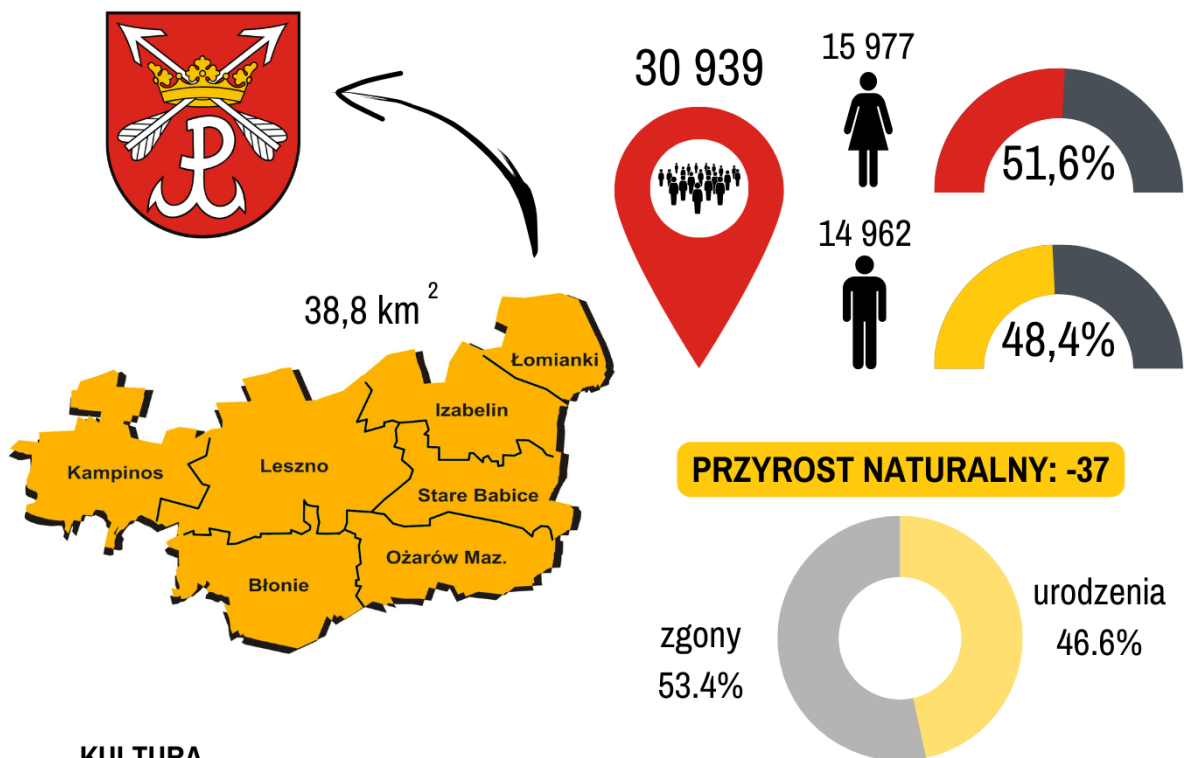 30 939
15 977
51,6%
14 962
48,4%
38,8 km 2
Łomianki
Izabelin
Kampinos
Leszno
Stare Babice
Ożarów Maz.
Błonie
PRZYROST NATURALNY: -37
urodzenia
46.6%
zgony
53.4%
KULTURA